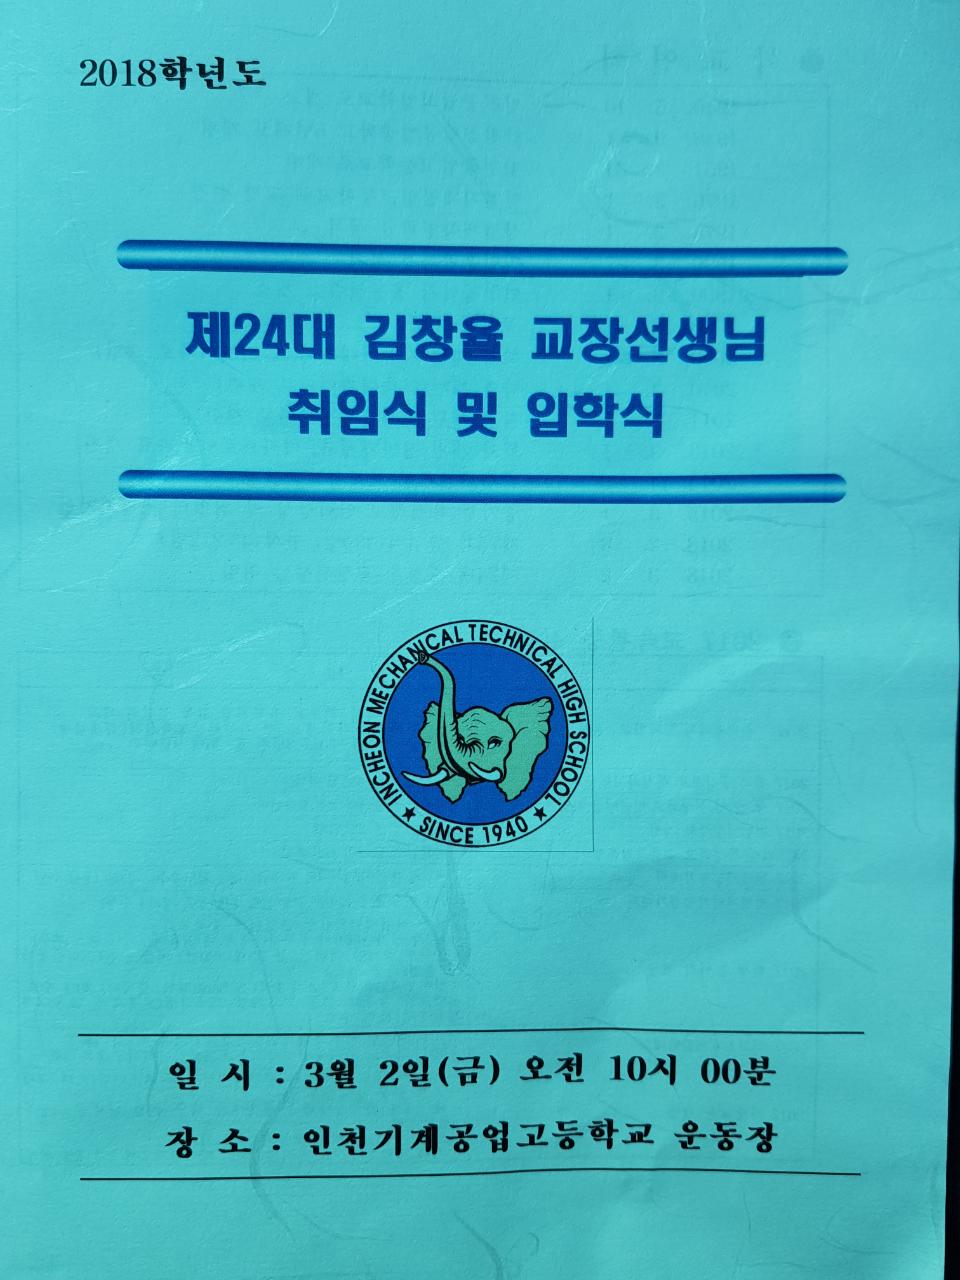 2018학년도
제24대 김창율 교장선생님
취임식 및 입학식
INCHEON MECHANICAL TECHNICAL HIGH SCHOOL
★ SINCE 1940 ★
일 시 : 3월 2일(금) 오전 10시 00분
장 소 : 인천기계공업고등학교 운동장